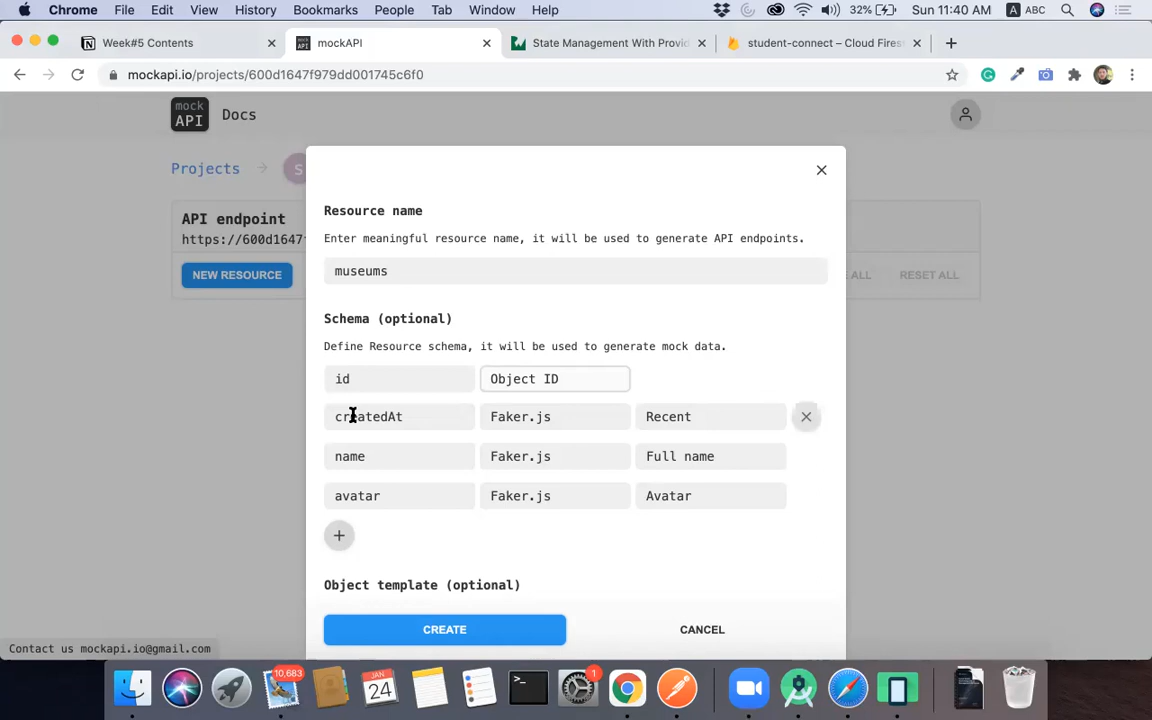 Chrome File Edit View History Bookmarks People Tab Window Help 32% Sun 11:40 AM A ABC
Week#5 Contents mockAPI State Management With Provid student-connect – Cloud Fires
mockapi.io/projects/600d1647f979dd001745c6f0
mock
API
Docs
Projects S
API endpoint
https://600d1647
NEW RESOURCE
ALL RESET ALL
Resource name
Enter meaningful resource name, it will be used to generate API endpoints.
museums
Schema (optional)
Define Resource schema, it will be used to generate mock data.
id Object ID
createdAt Faker.js Recent
name Faker.js Full name
avatar Faker.js Avatar
Object template (optional)
CREATE CANCEL
Contact us mockapi.io@gmail.com
10,683 JAN 24 1